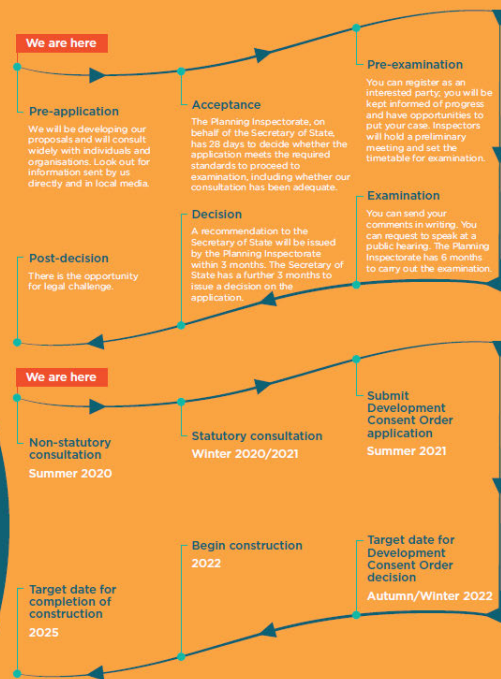 We are here
Pre-application
We will be developing our
proposals and will consult
widely with individuals and
organisations. Look out for
information sent by us
directly and in local media.
Acceptance
The Planning Inspectorate, on
behalf of the Secretary of State,
has 28 days to decide whether the
application meets the required
standards to proceed to
examination, including whether our
consultation has been adequate.
Pre-examination
You can register as an
interested party; you will be
kept informed of progress
and have opportunities to
put your case. Inspectors
will hold a preliminary
meeting and set the
timetable for examination.
Examination
You can send your
comments in writing. You
can request to speak at a
public hearing. The Planning
Inspectorate has 6 months
to carry out the examination.
Decision
A recommendation to the
Secretary of State will be issued
by the Planning Inspectorate
within 3 months. The Secretary of
State has a further 3 months to
issue a decision on the
application.
Post-decision
There is the opportunity
for legal challenge.
We are here
Non-statutory
consultation
Summer 2020
Statutory consultation
Winter 2020/2021
Submit
Development
Consent Order
application
Summer 2021
Target date for
Development
Consent Order
decision
Autumn/Winter 2022
Begin construction
2022
Target date for
completion of
construction
2025